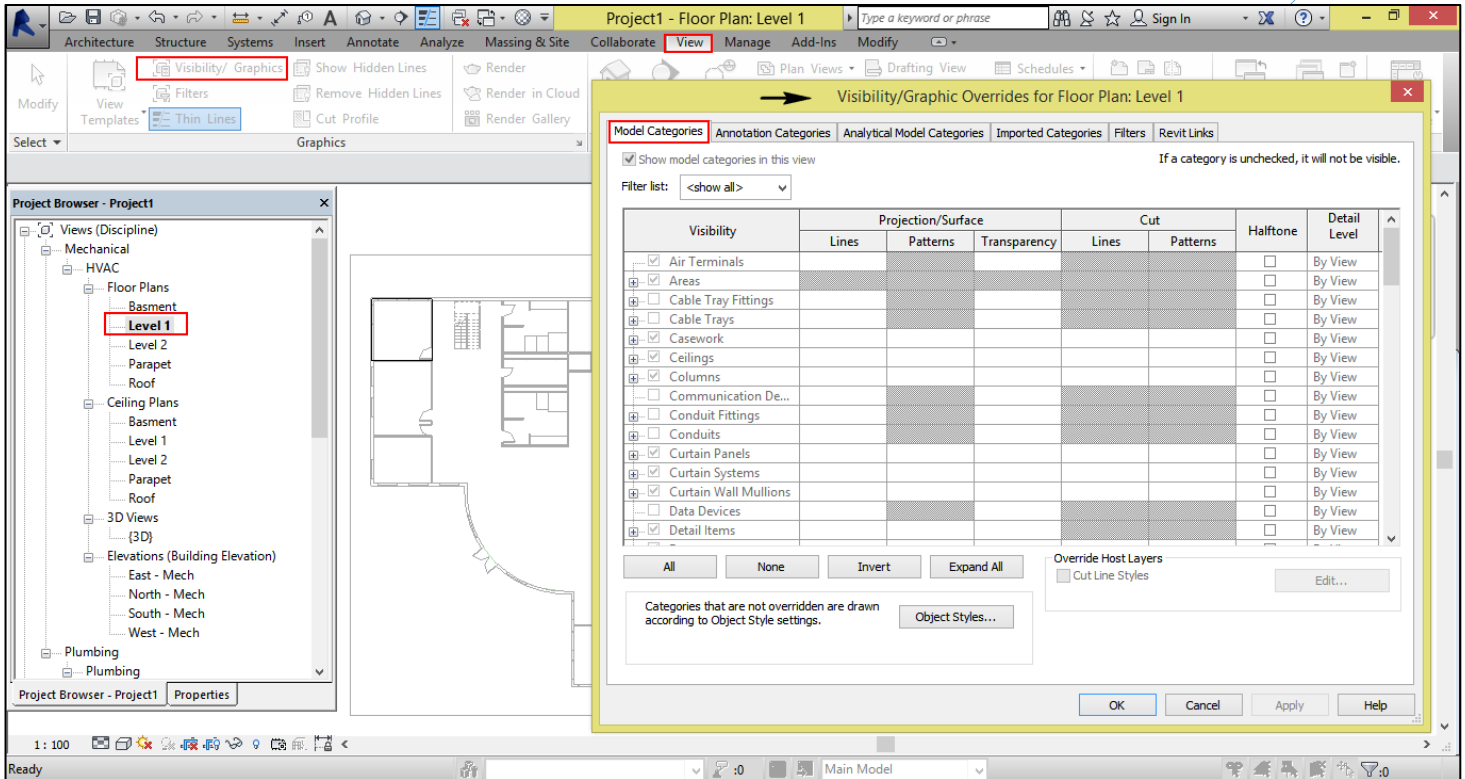 Project1 - Floor Plan: Level 1
Type a keyword or phrase
Sign In
Architecture Structure Systems Insert Annotate Analyze Massing & Site Collaborate View Manage Add-Ins Modify
Modify
View Templates
Visibility/ Graphics
Filters
Thin Lines
Show Hidden Lines
Remove Hidden Lines
Cut Profile
Render
Render in Cloud
Render Gallery
Plan Views
Drafting View
Schedules
Select
Graphics
Project Browser - Project1
Views (Discipline)
Mechanical
HVAC
Floor Plans
Basment
Level 1
Level 2
Parapet
Roof
Ceiling Plans
Basment
Level 1
Level 2
Parapet
Roof
3D Views
{3D}
Elevations (Building Elevation)
East - Mech
North - Mech
South - Mech
West - Mech
Plumbing
Plumbing
Project Browser - Project1 Properties
Visibility/Graphic Overrides for Floor Plan: Level 1
Model Categories Annotation Categories Analytical Model Categories Imported Categories Filters Revit Links
Show model categories in this view
If a category is unchecked, it will not be visible.
Filter list: <show all>
Visibility Projection/Surface Cut Halftone Detail Level
Lines Patterns Transparency Lines Patterns
Air Terminals By View
Areas By View
Cable Tray Fittings By View
Cable Trays By View
Casework By View
Ceilings By View
Columns By View
Communication De... By View
Conduit Fittings By View
Conduits By View
Curtain Panels By View
Curtain Systems By View
Curtain Wall Mullions By View
Data Devices By View
Detail Items By View
All None Invert Expand All
Override Host Layers
Cut Line Styles
Edit...
Categories that are not overridden are drawn
according to Object Style settings.
Object Styles...
OK Cancel Apply Help
1 : 100
Ready
:0
Main Model
:0